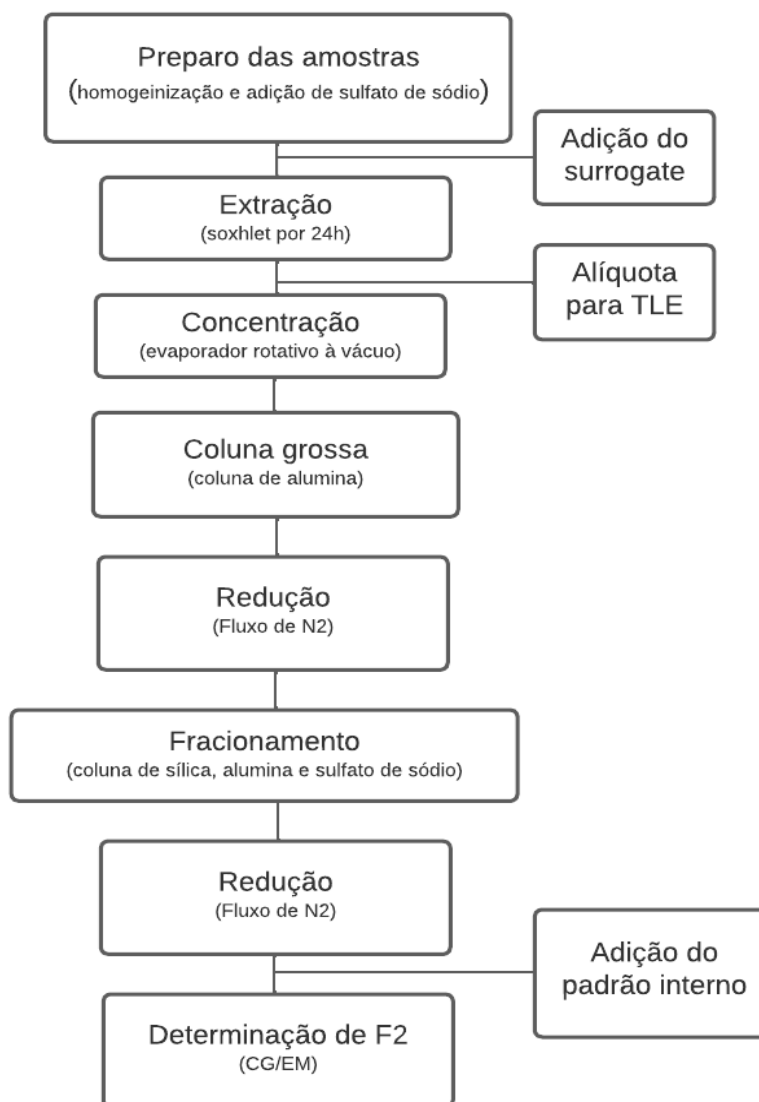 Preparo das amostras
(homogeinização e adição de sulfato de sódio)
Adição do
surrogate
Extração
(soxhlet por 24h)
Alíquota
para TLE
Concentração
(evaporador rotativo à vácuo)
Coluna grossa
(coluna de alumina)
Redução
(Fluxo de N2)
Fracionamento
(coluna de sílica, alumina e sulfato de sódio)
Redução
(Fluxo de N2)
Adição do
padrão interno
Determinação de F2
(CG/EM)